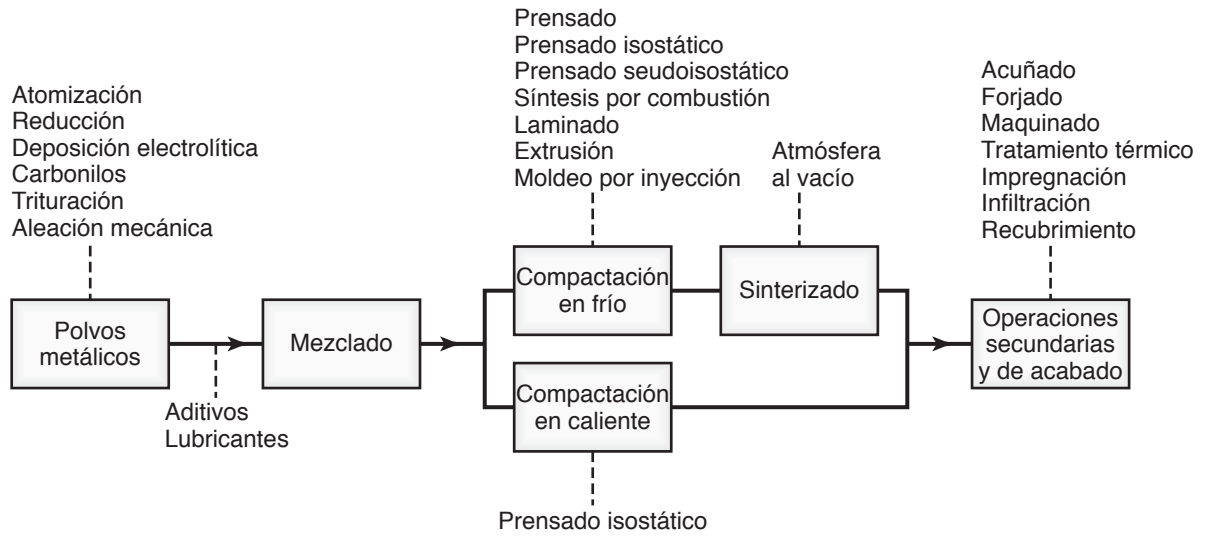 Atomización
Reducción
Deposición electrolítica
Carbonilos
Trituración
Aleación mecánica
Polvos
metálicos
Aditivos
Lubricantes
Mezclado
Prensado
Prensado isostático
Prensado seudoisostático
Síntesis por combustión
Laminado
Extrusión
Moldeo por inyección
Compactación
en frío
Atmósfera
al vacío
Sinterizado
Compactación
en caliente
Prensado isostático
Acuñado
Forjado
Maquinado
Tratamiento térmico
Impregnación
Infiltración
Recubrimiento
Operaciones
secundarias
y de acabado